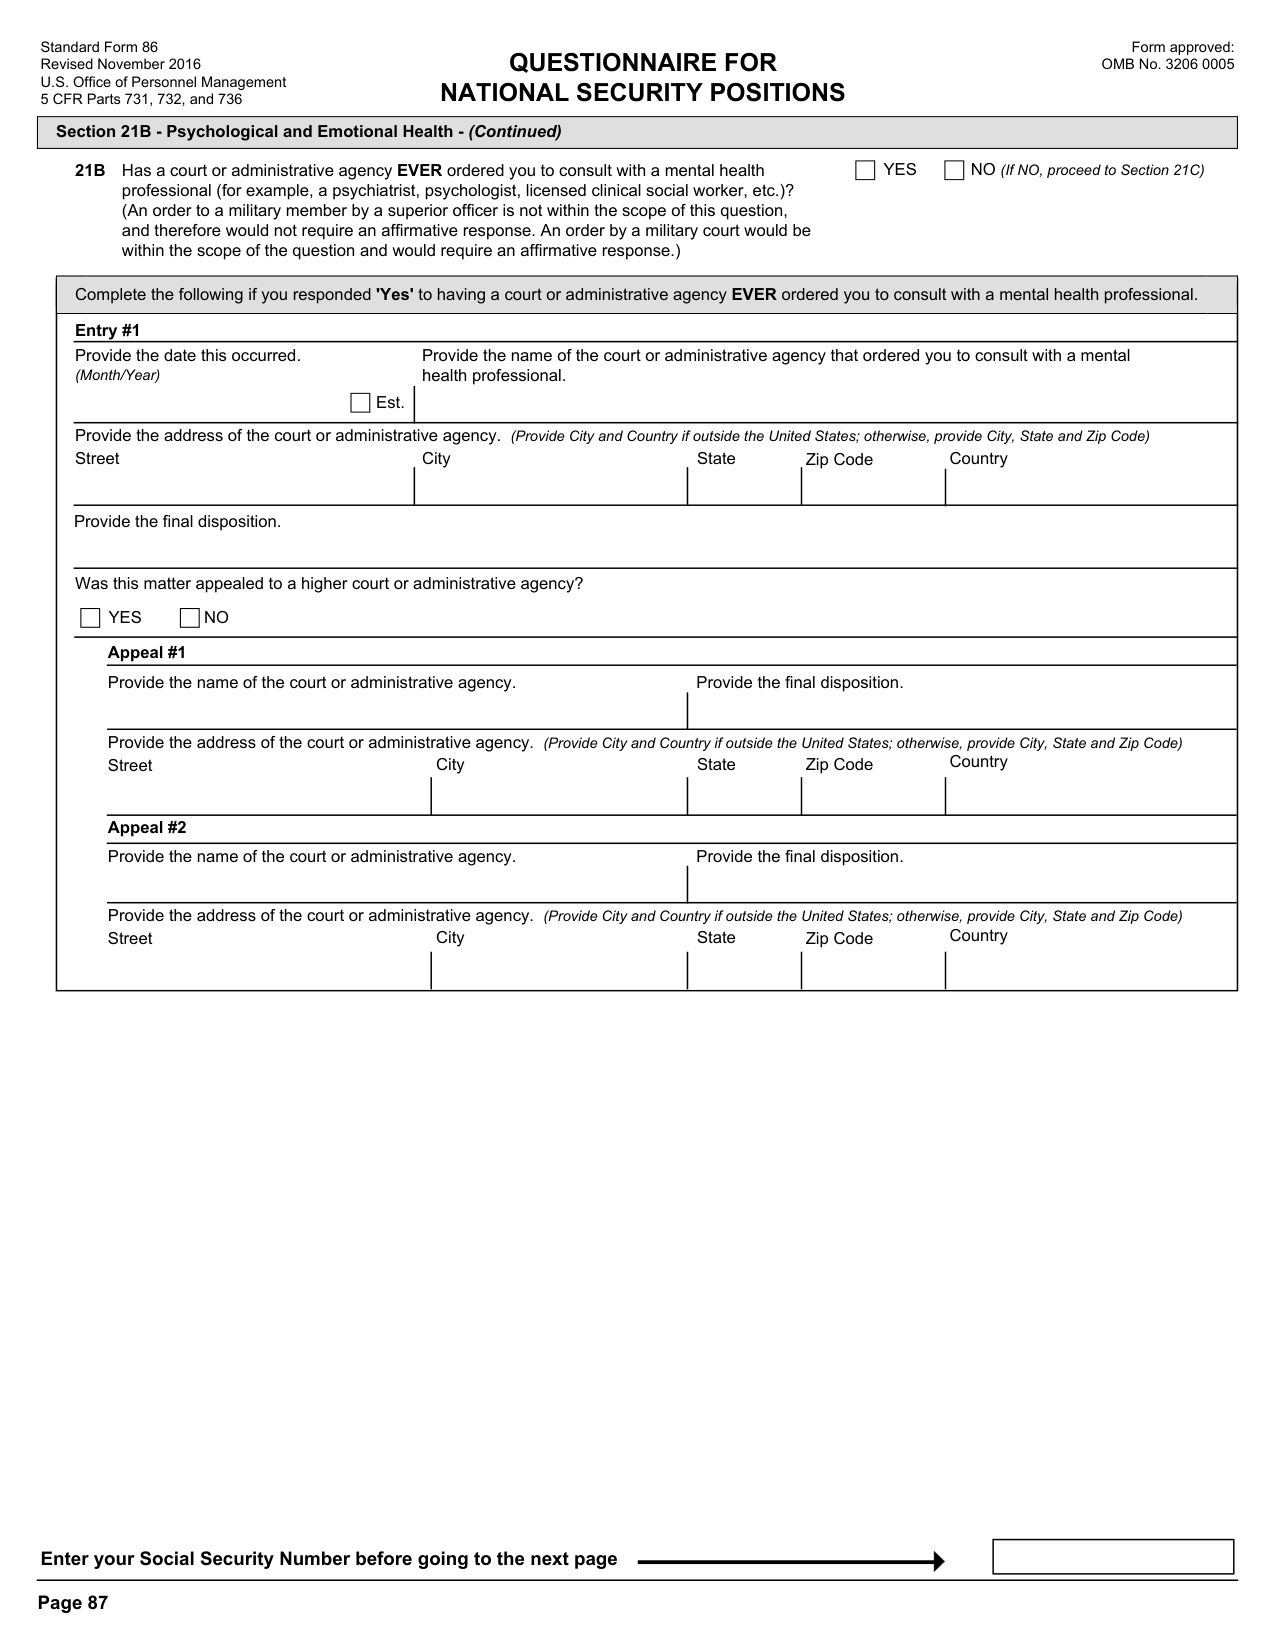 Standard Form 86
Revised November 2016
U.S. Office of Personnel Management
5 CFR Parts 731, 732, and 736
QUESTIONNAIRE FOR
NATIONAL SECURITY POSITIONS
Form approved:
OMB No. 3206 0005
Section 21B - Psychological and Emotional Health - (Continued)
21B Has a court or administrative agency EVER ordered you to consult with a mental health
professional (for example, a psychiatrist, psychologist, licensed clinical social worker, etc.)?
(An order to a military member by a superior officer is not within the scope of this question,
and therefore would not require an affirmative response. An order by a military court would be
within the scope of the question and would require an affirmative response.)
YES NO (If NO, proceed to Section 21C)
Complete the following if you responded 'Yes' to having a court or administrative agency EVER ordered you to consult with a mental health professional.
Entry #1
Provide the date this occurred.
(Month/Year)
Est.
Provide the name of the court or administrative agency that ordered you to consult with a mental
health professional.
Provide the address of the court or administrative agency. (Provide City and Country if outside the United States; otherwise, provide City, State and Zip Code)
Street City State Zip Code Country
Provide the final disposition.
Was this matter appealed to a higher court or administrative agency?
YES NO
Appeal #1
Provide the name of the court or administrative agency. Provide the final disposition.
Provide the address of the court or administrative agency. (Provide City and Country if outside the United States; otherwise, provide City, State and Zip Code)
Street City State Zip Code Country
Appeal #2
Provide the name of the court or administrative agency. Provide the final disposition.
Provide the address of the court or administrative agency. (Provide City and Country if outside the United States; otherwise, provide City, State and Zip Code)
Street City State Zip Code Country
Enter your Social Security Number before going to the next page
Page 87